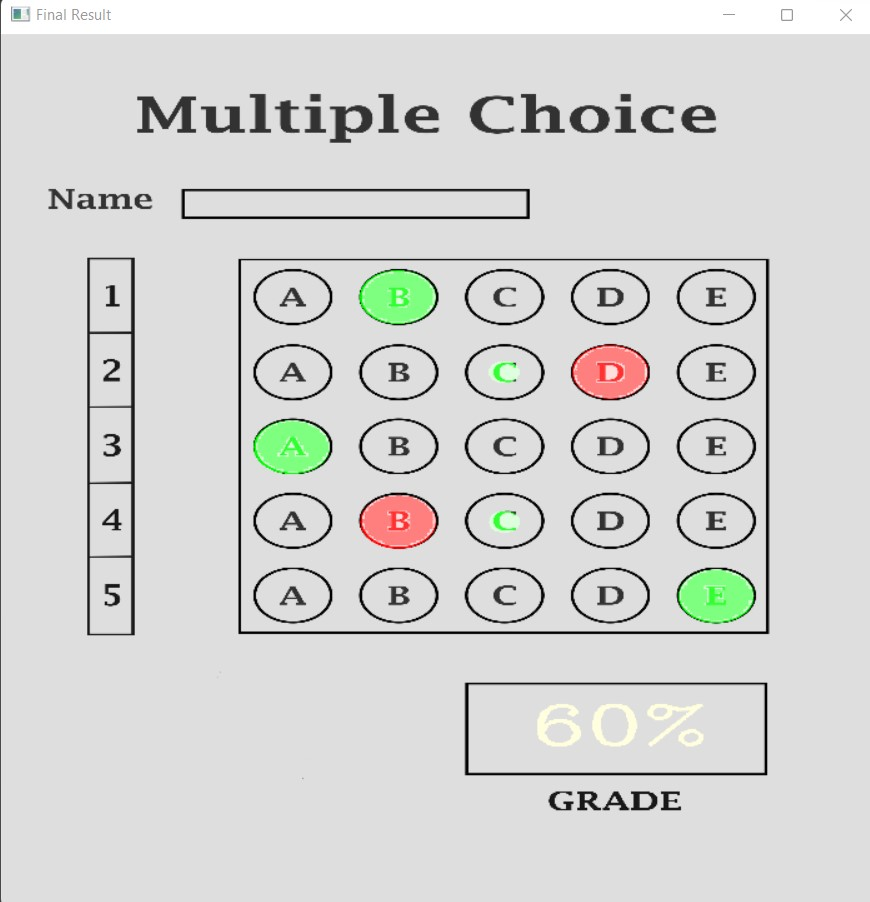 Final Result
Multiple Choice
Name
1 A B C D E
2 A B C D E
3 A B C D E
4 A B C D E
5 A B C D E
60%
GRADE